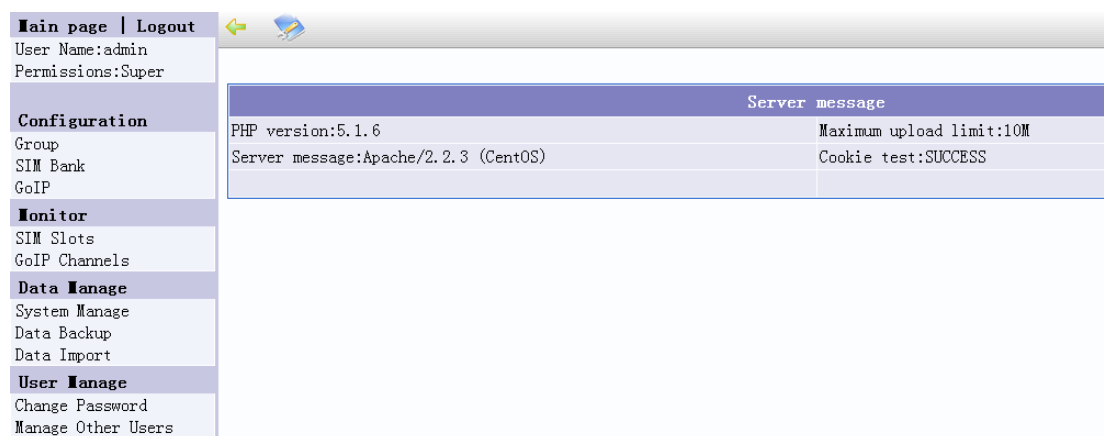 Main page | Logout
User Name:admin
Permissions:Super
Configuration
Group
SIM Bank
GoIP
Monitor
SIM Slots
GoIP Channels
Data Manage
System Manage
Data Backup
Data Import
User Manage
Change Password
Manage Other Users
Server message
PHP version:5.1.6
Maximum upload limit:10M
Server message:Apache/2.2.3 (CentOS)
Cookie test:SUCCESS